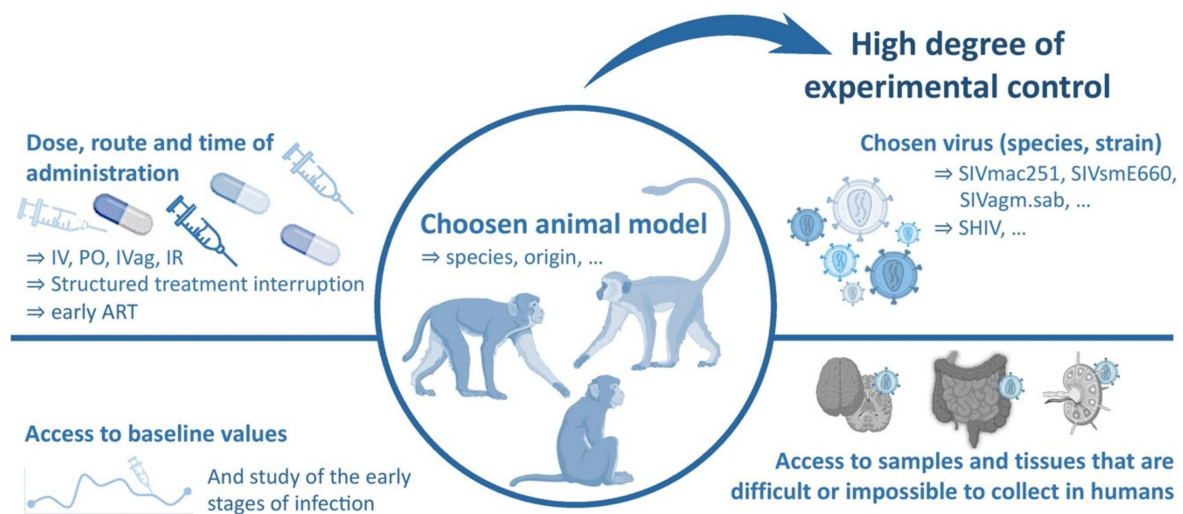 High degree of
experimental control
Dose, route and time of
administration
⇒ IV, PO, IVag, IR
⇒ Structured treatment interruption
⇒ early ART
Choosen animal model
⇒ species, origin, ...
Chosen virus (species, strain)
⇒ SIVmac251, SIVsmE660,
SIVagm.sab, ...
⇒ SHIV, ...
Access to baseline values
And study of the early
stages of infection
Access to samples and tissues that are
difficult or impossible to collect in humans